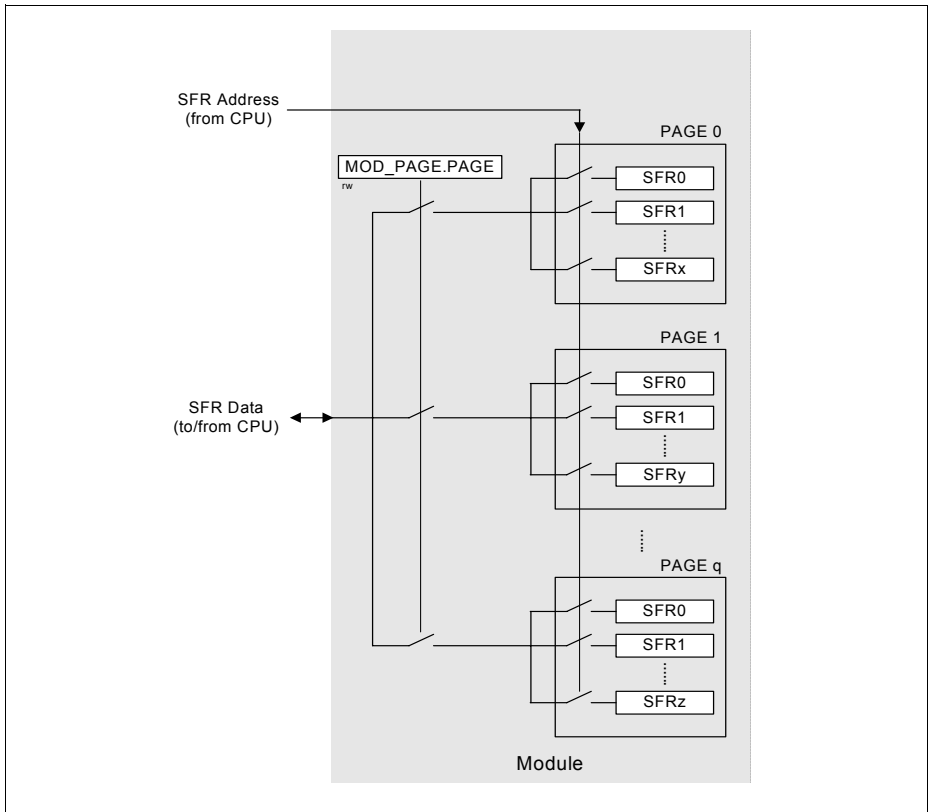 SFR Address
(from CPU)
PAGE 0
MOD_PAGE.PAGE
rw
SFR0
SFR1
SFRx
PAGE 1
SFR0
SFR1
SFRy
SFR Data
(to/from CPU)
PAGE q
SFR0
SFR1
SFRz
Module